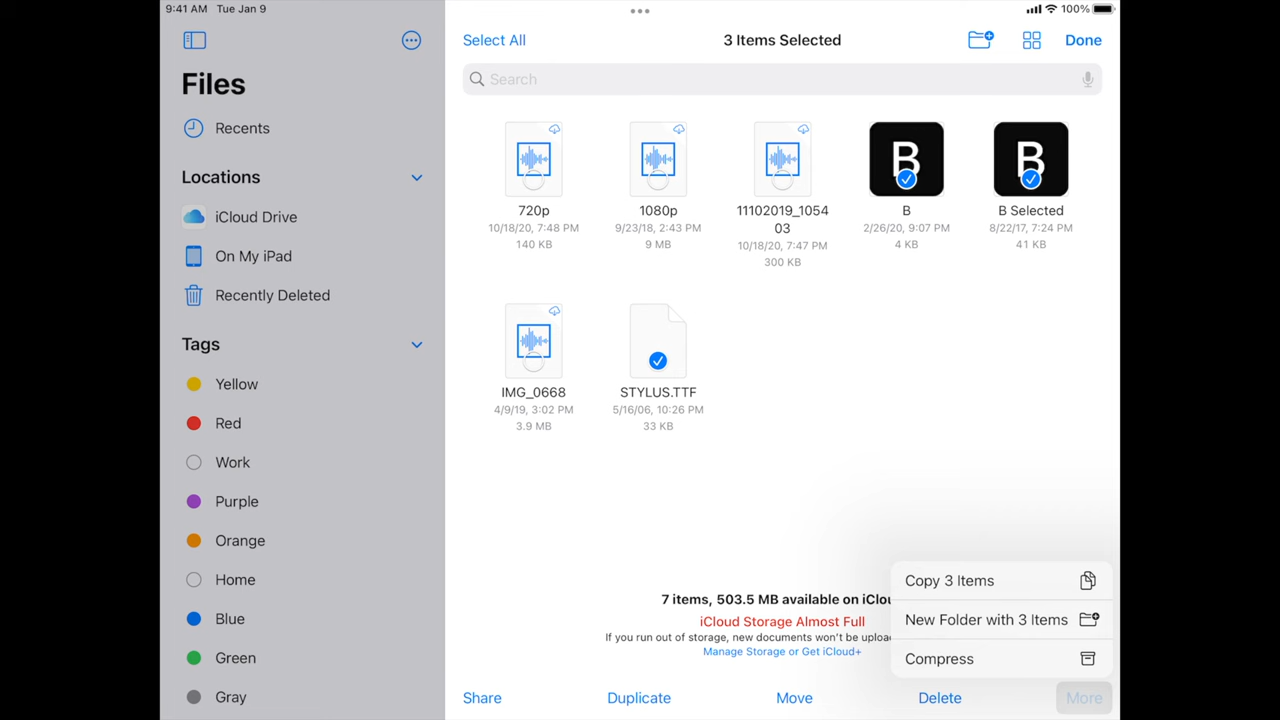 9:41 AM Tue Jan 9
100%
Select All
3 Items Selected
Done
Files
Search
Recents
Locations
iCloud Drive
On My iPad
Recently Deleted
Tags
Yellow
Red
Work
Purple
Orange
Home
Blue
Green
Gray
B
B
720p
10/18/20, 7:48 PM
140 KB
1080p
9/23/18, 2:43 PM
9 MB
11102019_1054
03
10/18/20, 7:47 PM
300 KB
B
2/26/20, 9:07 PM
4 KB
B Selected
8/22/17, 7:24 PM
41 KB
IMG_0668
4/9/19, 3:02 PM
3.9 MB
STYLUS.TTF
5/16/06, 10:26 PM
33 KB
7 items, 503.5 MB available on iClou
iCloud Storage Almost Full
If you run out of storage, new documents won't be uploa
Manage Storage or Get iCloud+
Copy 3 Items
New Folder with 3 Items
Compress
Share
Duplicate
Move
Delete
More